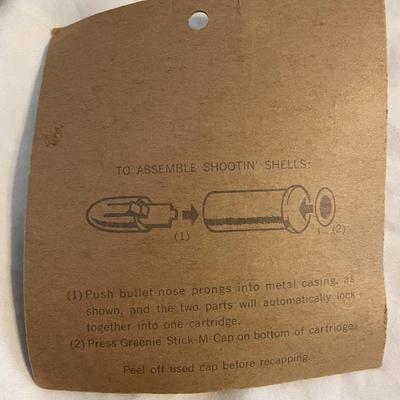 TO ASSEMBLE SHOOTIN' SHELLS:
(1) (2)
(1) Push bullet nose prongs into metal casing, as
shown, and the two parts will automatically lock
together into one cartridge.
(2) Press Greenie Stick-M-Cap on bottom of cartridge.
Peel off used cap before recapping.